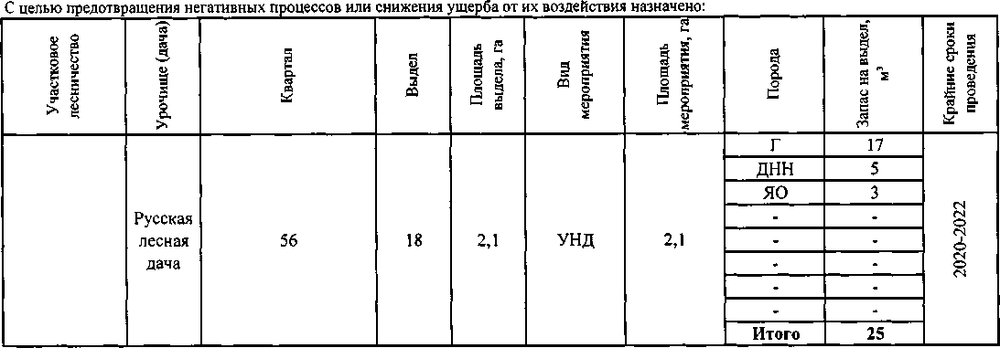 С целью предотвращения негативных процессов или снижения ущерба от их воздействия назначено:
Участковое
лесничество
Урочище (дача)
Квартал
Выдел
Площадь
выдела, га
Вид
мероприятия
Площадь
мероприятия, га
Порода
Запас на выдел,
м³
Крайние сроки
проведения
Русская
лесная
дача
56
18
2,1
УНД
2,1
Г 17
ДНН 5
ЯО 3
- -
- -
- -
- -
- -
Итого 25
2020-2022